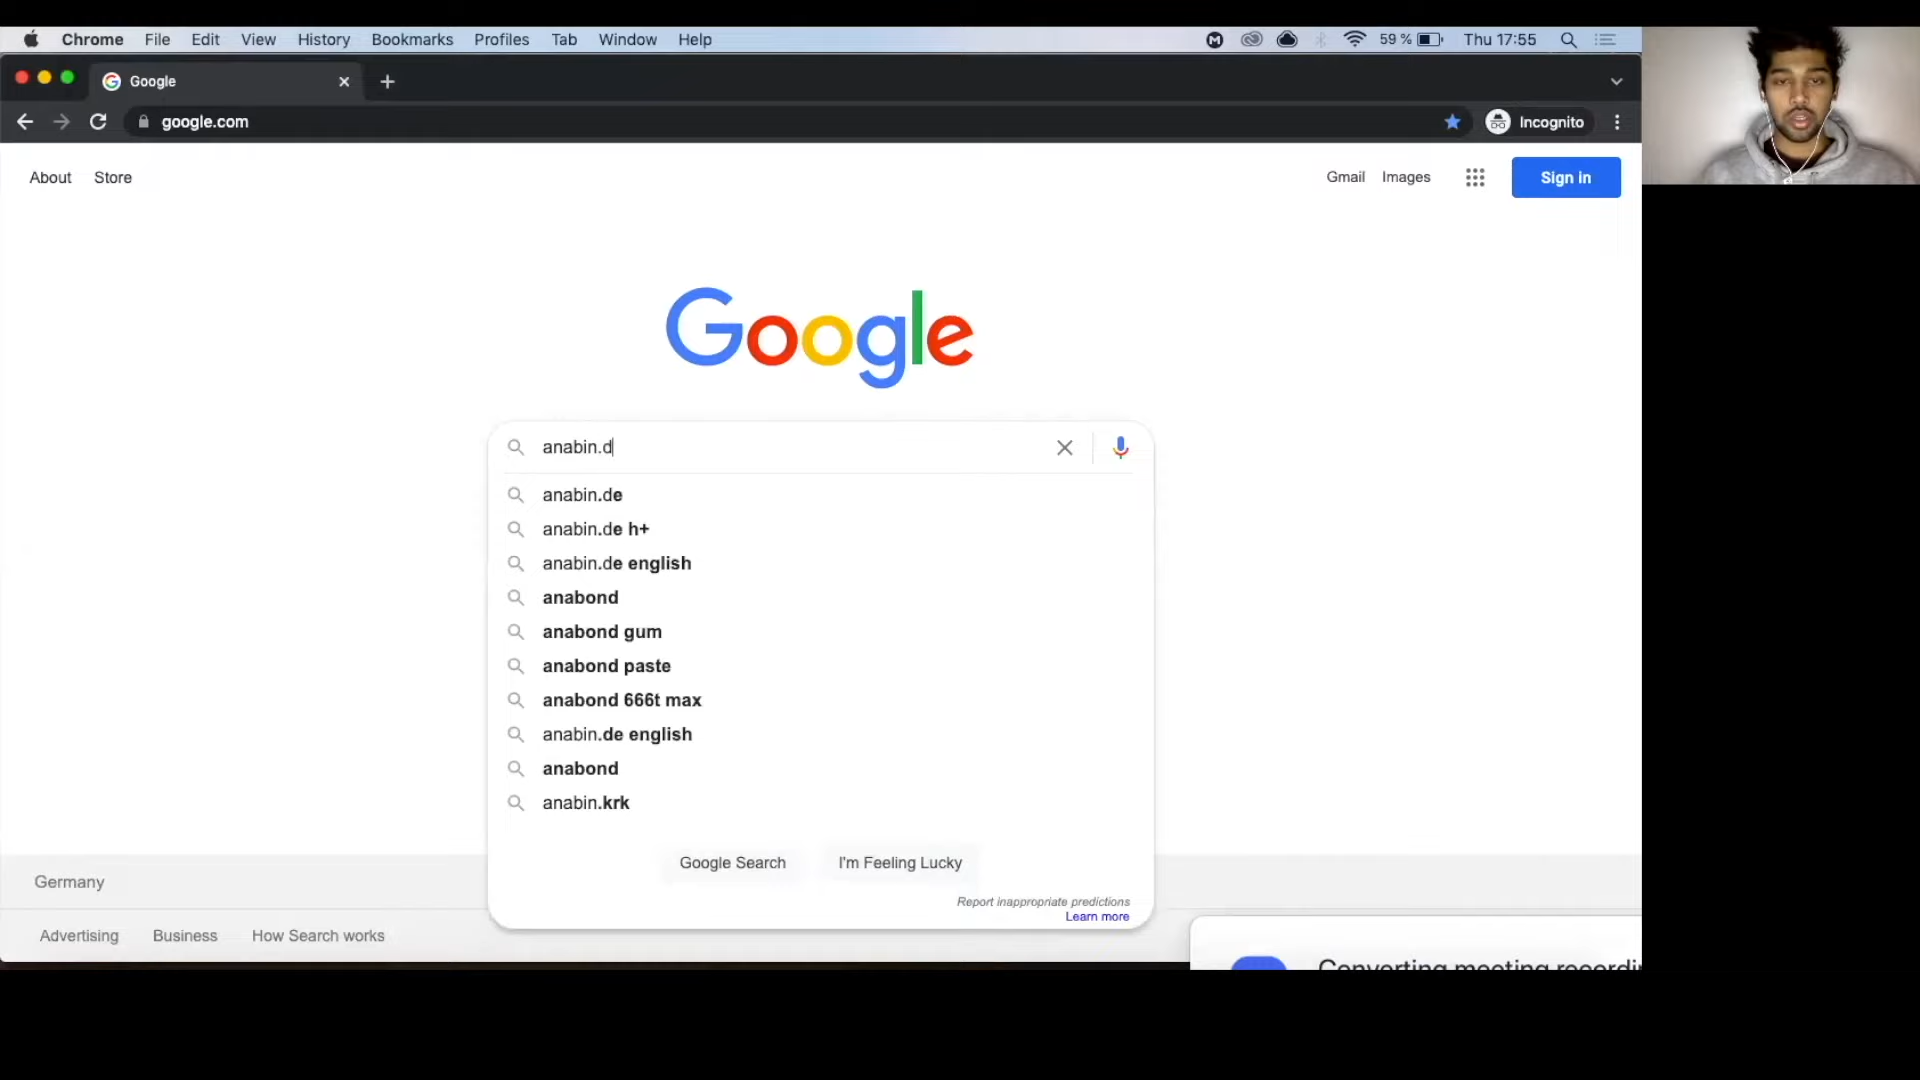 Chrome File Edit View History Bookmarks Profiles Tab Window Help 59 % Thu 17:55
Google
google.com Incognito
About Store Gmail Images Sign in
Google
anabin.d
anabin.de
anabin.de h+
anabin.de english
anabond
anabond gum
anabond paste
anabond 666t max
anabin.de english
anabond
anabin.krk
Google Search I'm Feeling Lucky
Report inappropriate predictions
Learn more
Germany
Advertising Business How Search works
Converting meeting